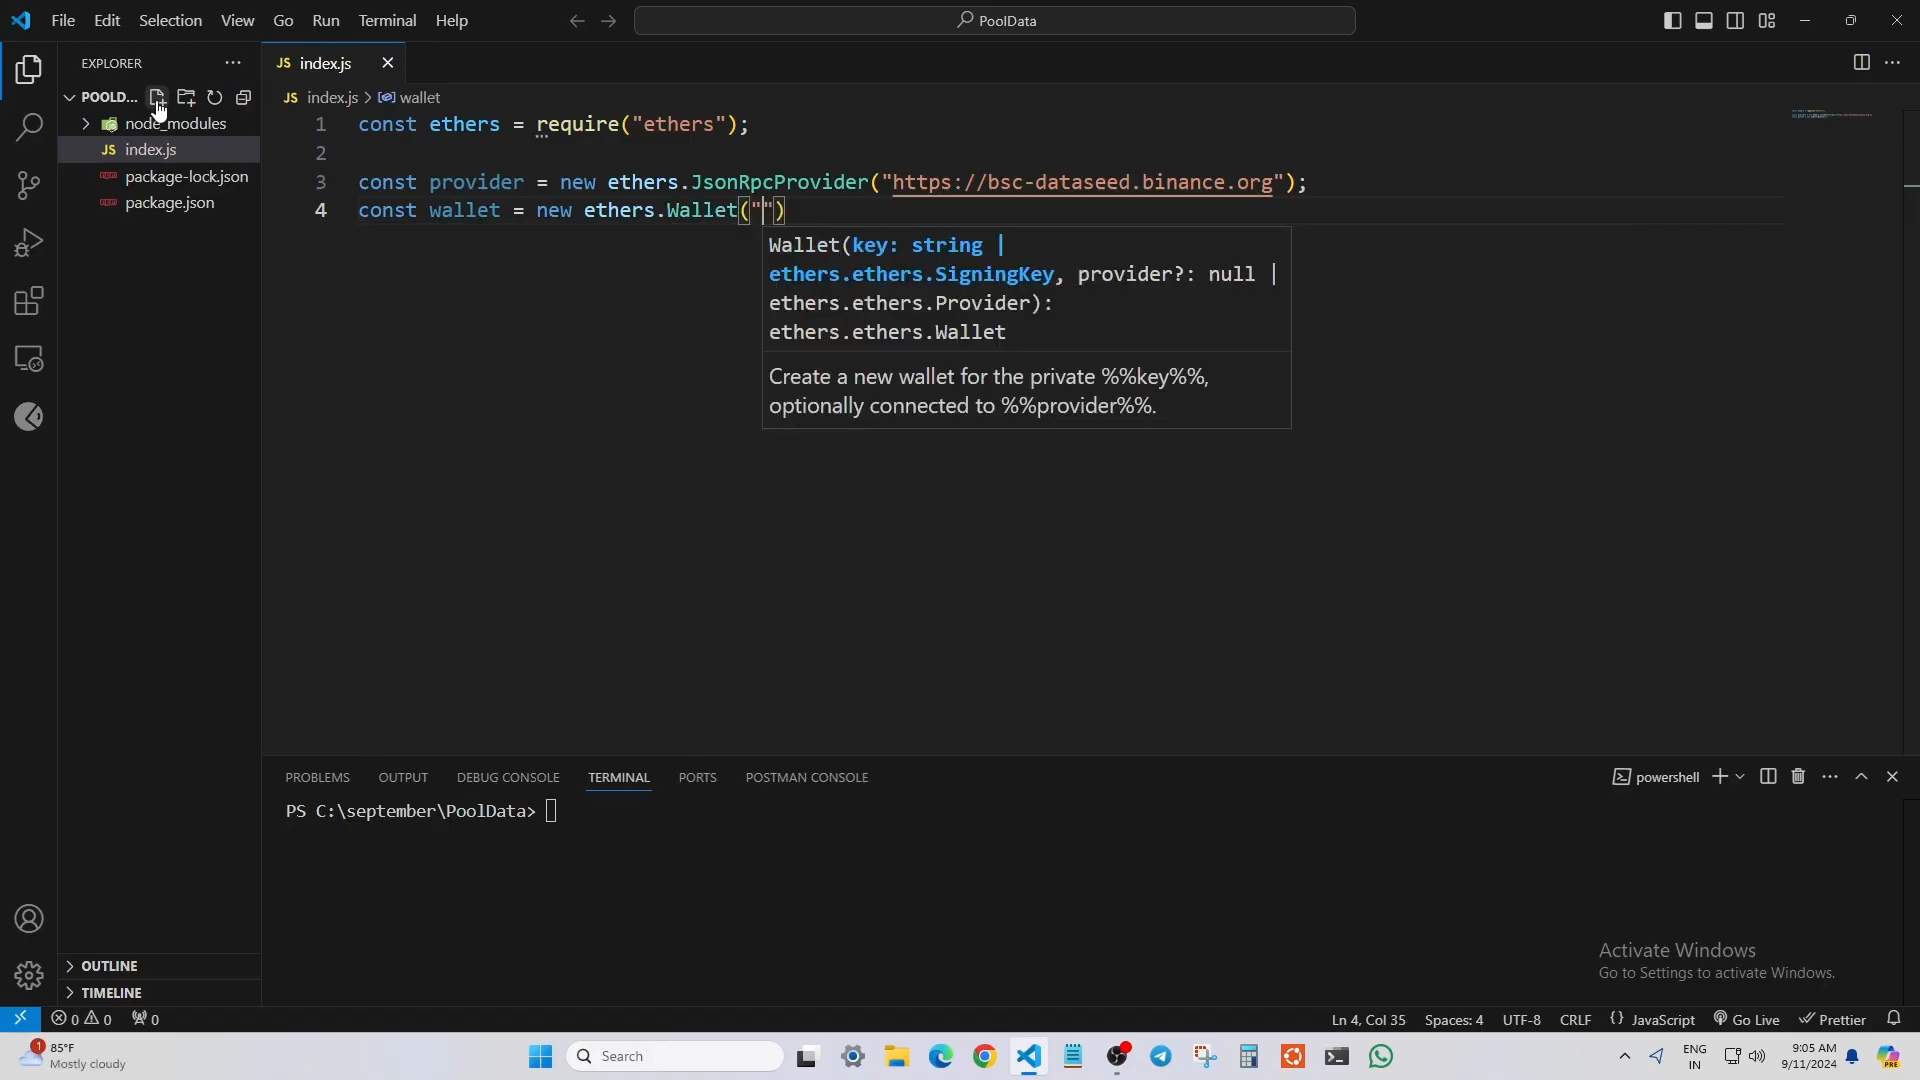 File Edit Selection View Go Run Terminal Help
PoolData
EXPLORER
POOLD...
node_modules
JS index.js
package-lock.json
package.json
OUTLINE
TIMELINE
JS index.js
JS index.js > wallet
1 const ethers = require("ethers");
2
3 const provider = new ethers.JsonRpcProvider("https://bsc-dataseed.binance.org");
4 const wallet = new ethers.Wallet("")
Wallet(key: string |
ethers.ethers.SigningKey, provider?: null |
ethers.ethers.Provider):
ethers.ethers.Wallet
Create a new wallet for the private %%key%%,
optionally connected to %%provider%%.
PROBLEMS OUTPUT DEBUG CONSOLE TERMINAL PORTS POSTMAN CONSOLE
powershell
PS C:\september\PoolData>
Activate Windows
Go to Settings to activate Windows.
0 0 0
Ln 4, Col 35 Spaces: 4 UTF-8 CRLF {} JavaScript Go Live Prettier
1
85°F
Mostly cloudy
Search
ENG
IN
9:05 AM
9/11/2024
PRE